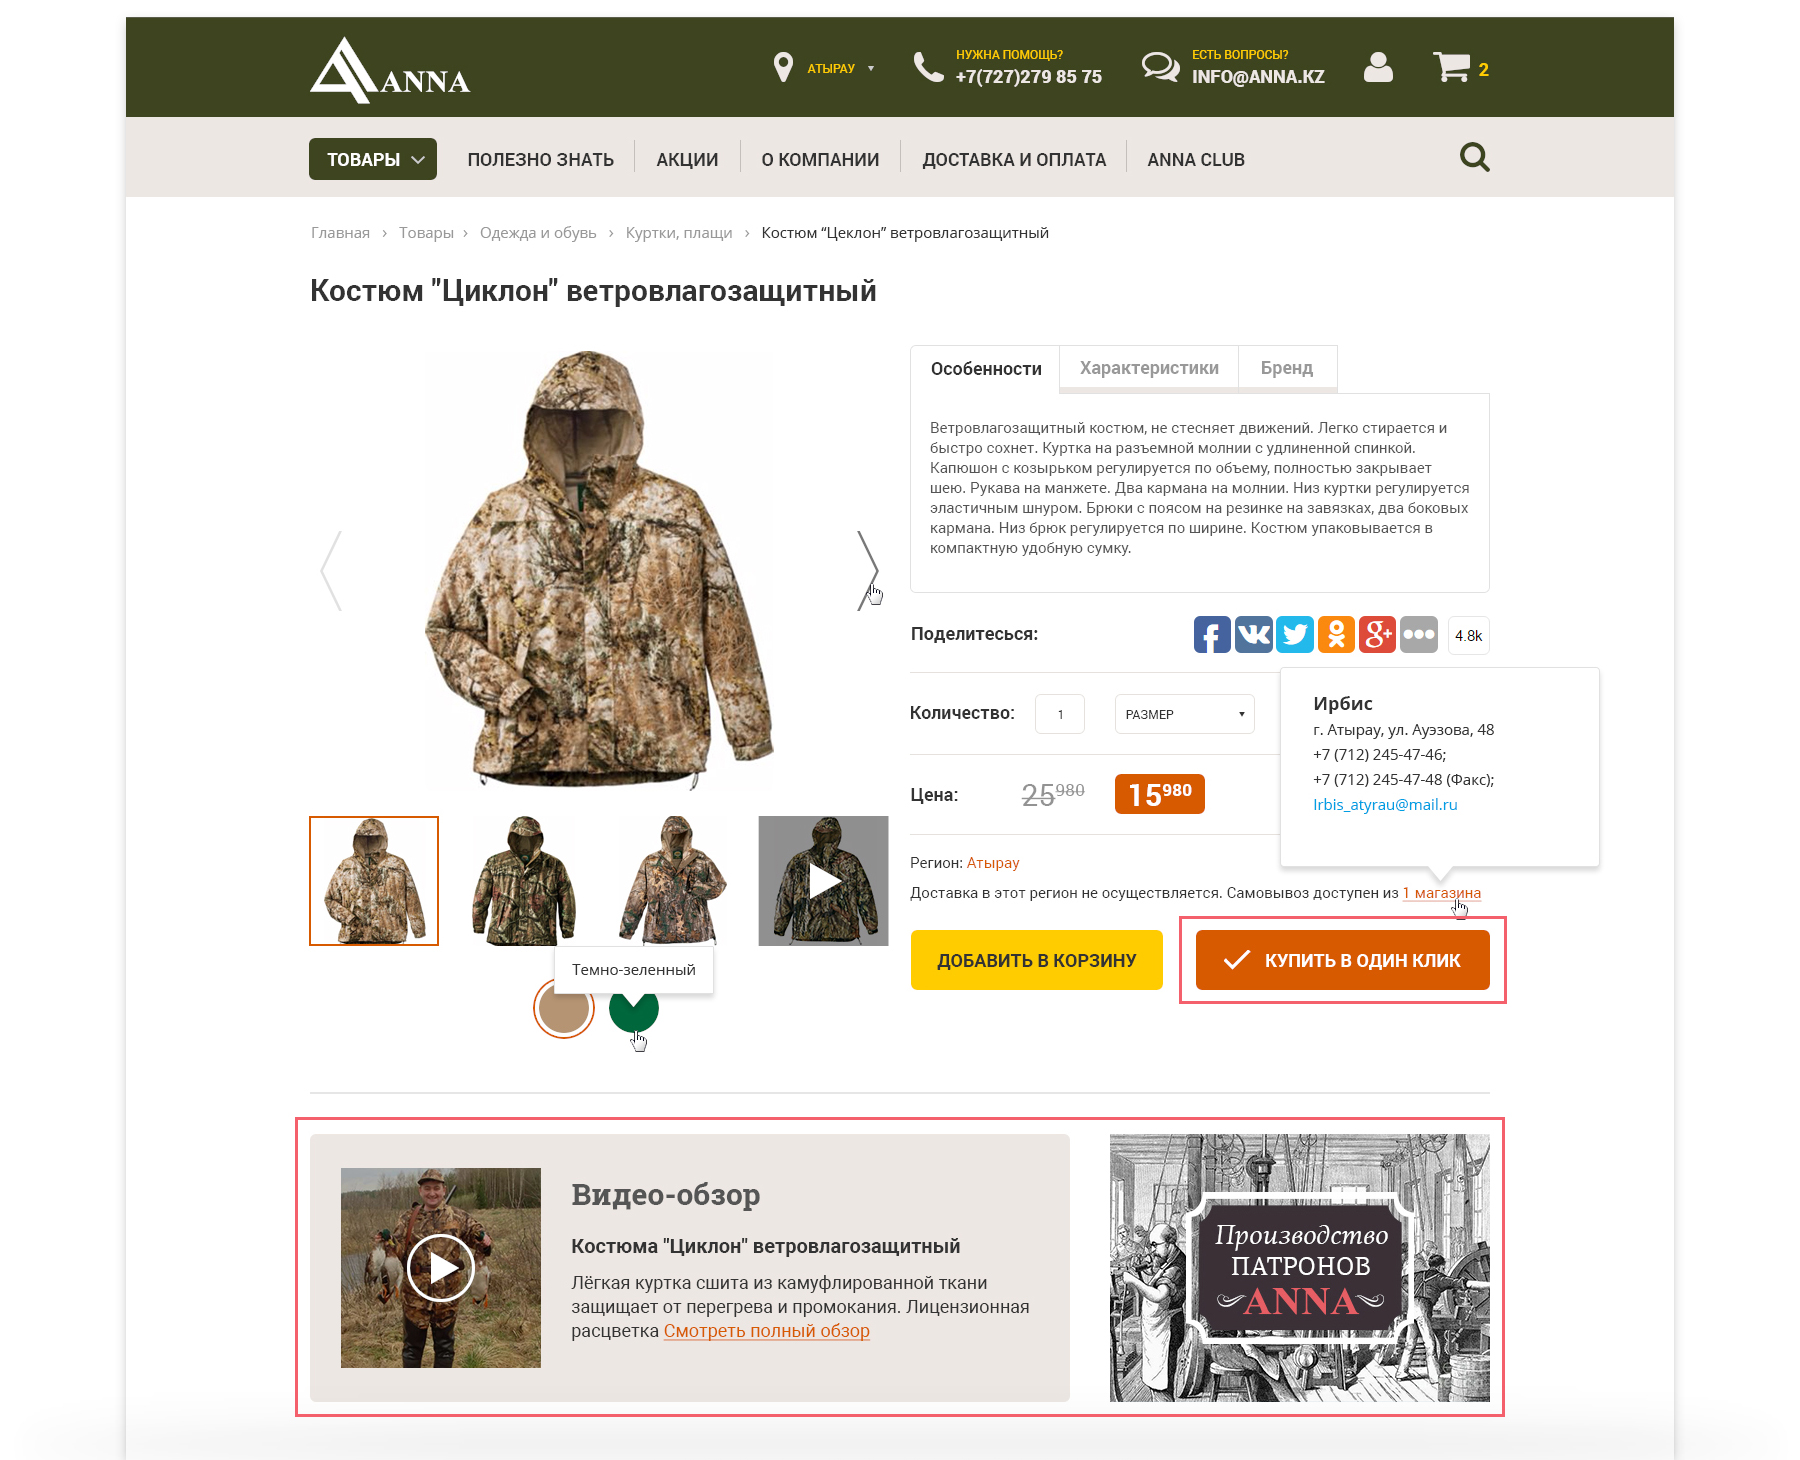 ANNA
АТЫРАУ
НУЖНА ПОМОЩЬ?
+7(727)279 85 75
ЕСТЬ ВОПРОСЫ?
INFO@ANNA.KZ
2
ТОВАРЫ
ПОЛЕЗНО ЗНАТЬ
АКЦИИ
О КОМПАНИИ
ДОСТАВКА И ОПЛАТА
ANNA CLUB
Главная › Товары › Одежда и обувь › Куртки, плащи › Костюм “Цеклон” ветровлагозащитный
Костюм "Циклон" ветровлагозащитный
Особенности
Характеристики
Бренд
Ветровлагозащитный костюм, не стесняет движений. Легко стирается и
быстро сохнет. Куртка на разъемной молнии с удлиненной спинкой.
Капюшон с козырьком регулируется по объему, полностью закрывает
шею. Рукава на манжете. Два кармана на молнии. Низ куртки регулируется
эластичным шнуром. Брюки с поясом на резинке на завязках, два боковых
кармана. Низ брюк регулируется по ширине. Костюм упаковывается в
компактную удобную сумку.
Поделитесься:
4.8k
Количество:
1
РАЗМЕР
Цена:
25980
15980
Ирбис
г. Атырау, ул. Ауэзова, 48
+7 (712) 245-47-46;
+7 (712) 245-47-48 (Факс);
Irbis_atyrau@mail.ru
Регион: Атырау
Доставка в этот регион не осуществляется. Самовывоз доступен из 1 магазина
ДОБАВИТЬ В КОРЗИНУ
КУПИТЬ В ОДИН КЛИК
Темно-зеленный
Видео-обзор
Костюма "Циклон" ветровлагозащитный
Лёгкая куртка сшита из камуфлированной ткани
защищает от перегрева и промокания. Лицензионная
расцветка Смотреть полный обзор
Производство
ПАТРОНОВ
ANNA